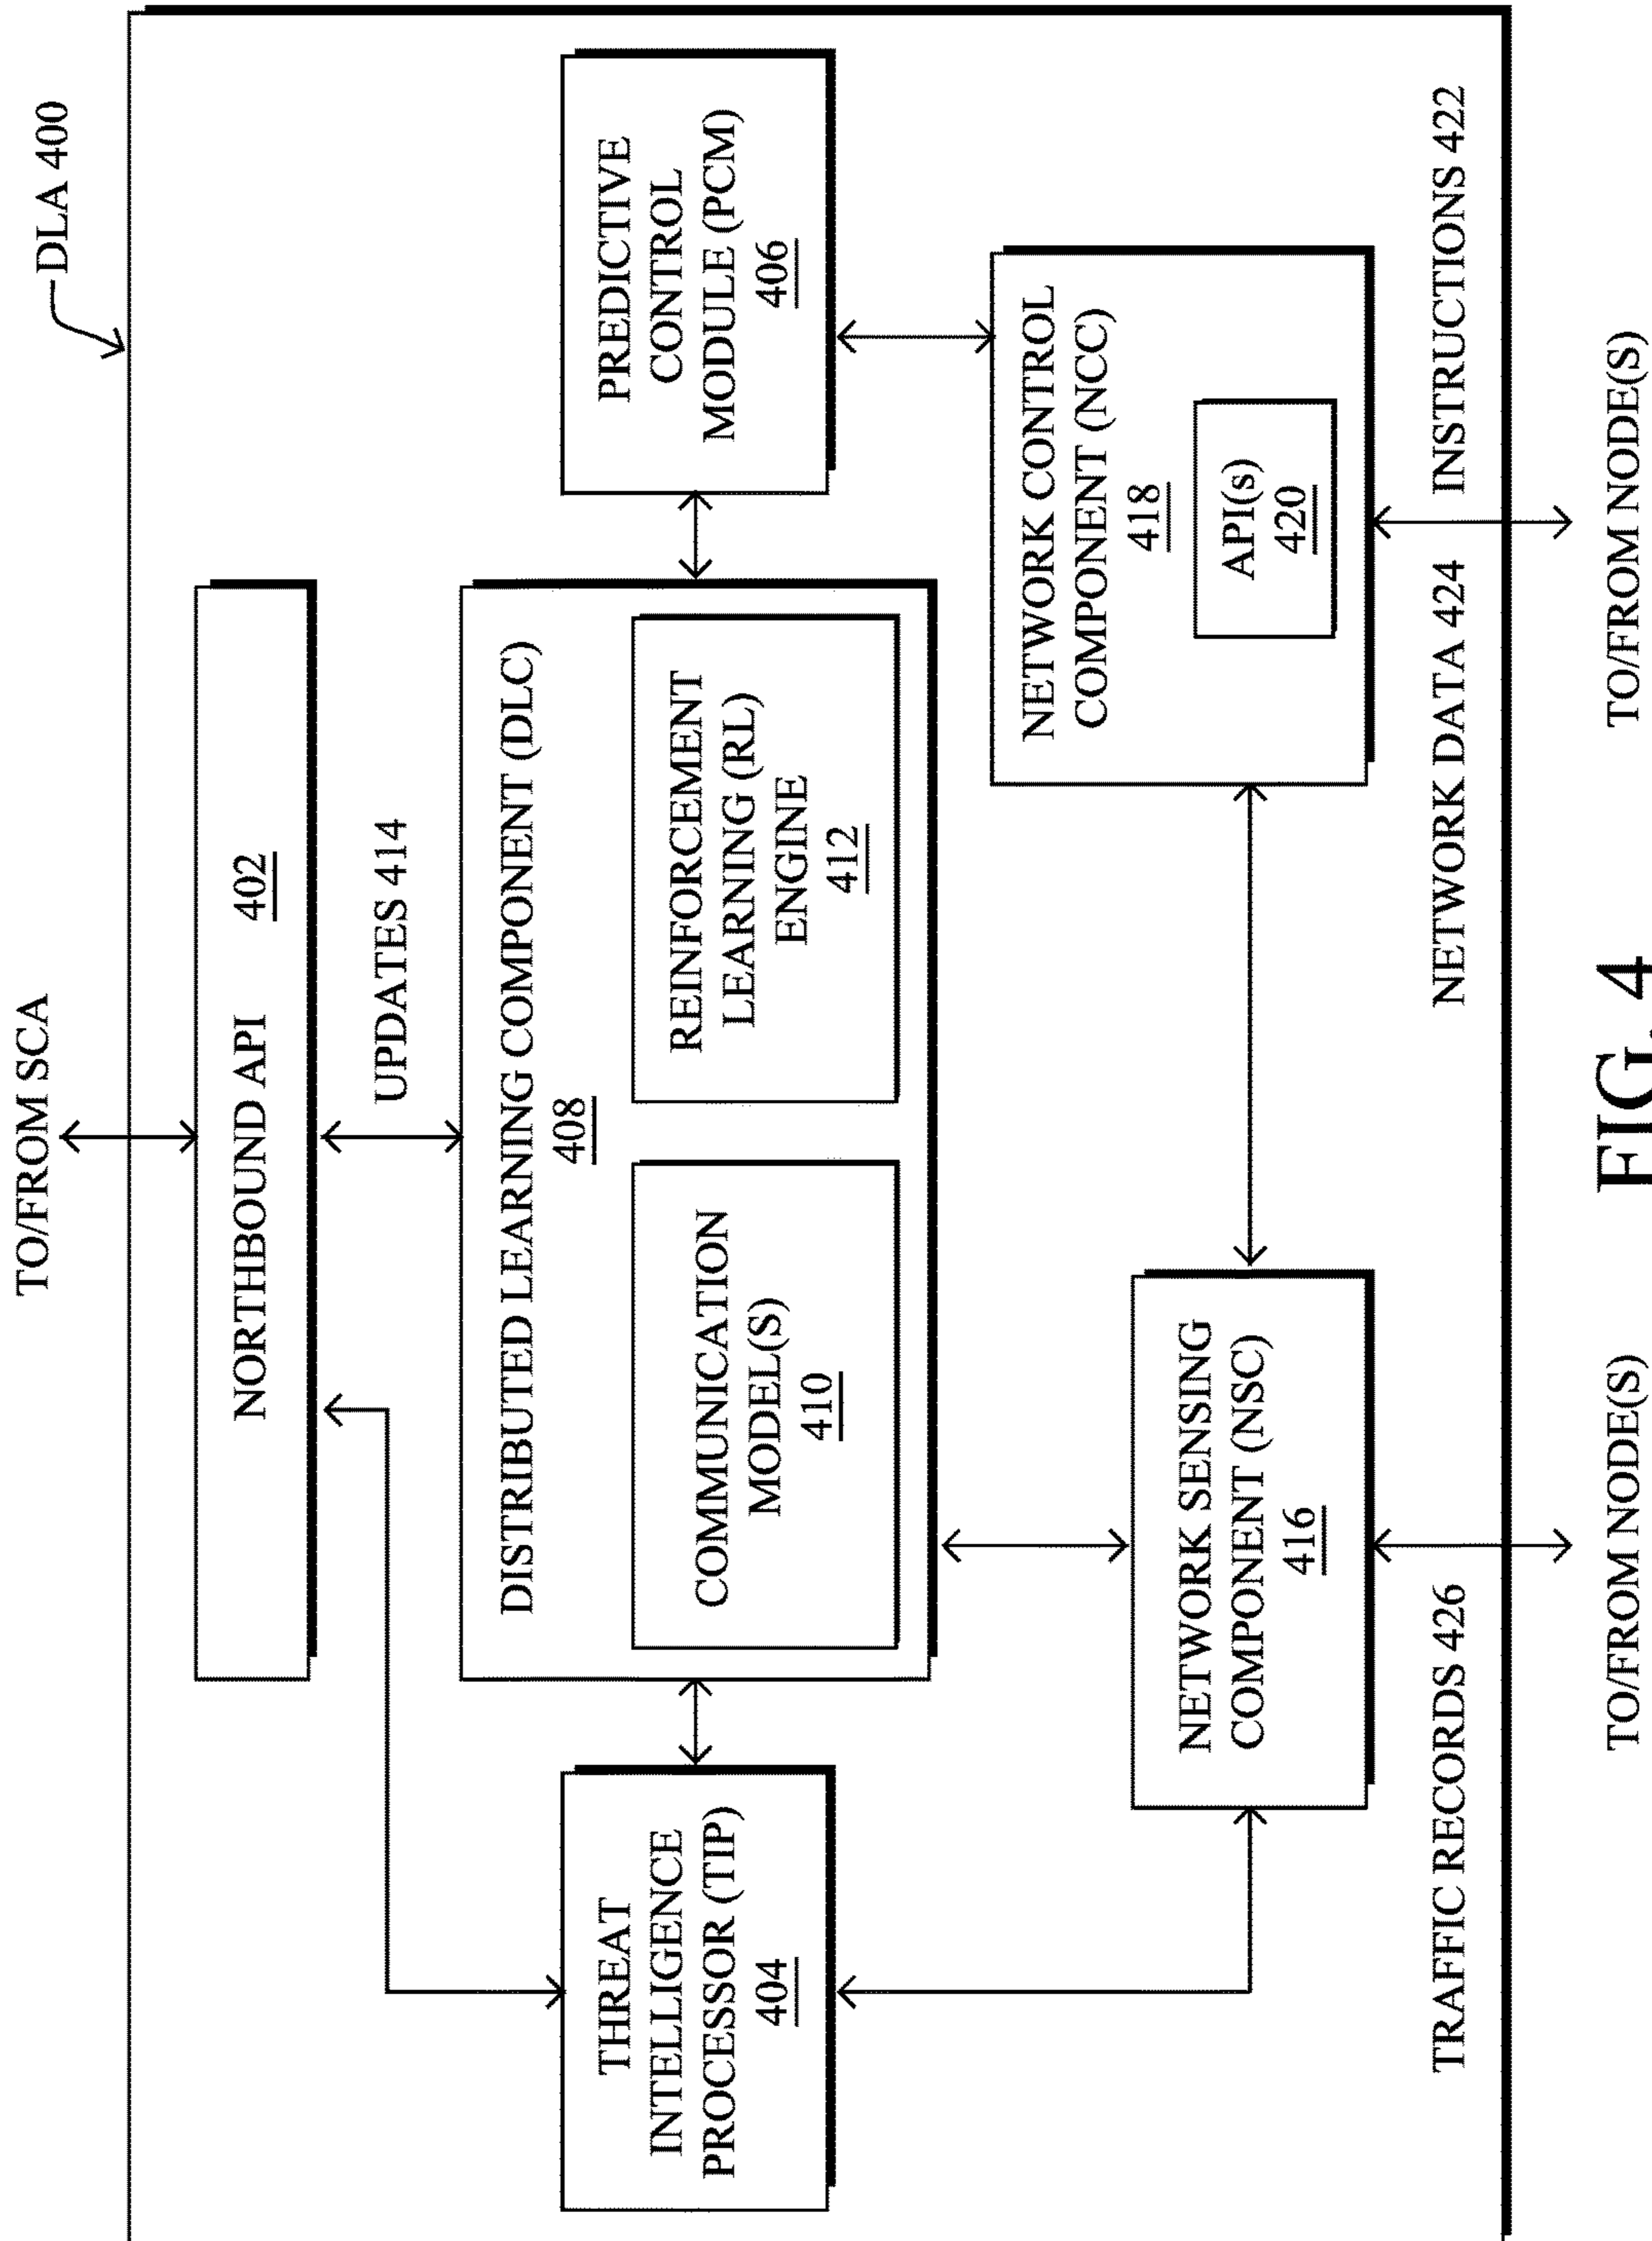 TO/FROM SCA
DLA 400
NORTHBOUND API 402
UPDATES 414
THREAT
INTELLIGENCE
PROCESSOR (TIP)
404
DISTRIBUTED LEARNING COMPONENT (DLC)
408
COMMUNICATION
MODEL(S)
410
REINFORCEMENT
LEARNING (RL)
ENGINE
412
PREDICTIVE
CONTROL
MODULE (PCM)
406
NETWORK SENSING
COMPONENT (NSC)
416
NETWORK CONTROL
COMPONENT (NCC)
418
API(s)
420
TRAFFIC RECORDS 426
NETWORK DATA 424
INSTRUCTIONS 422
TO/FROM NODE(S)
TO/FROM NODE(S)
FIG. 4